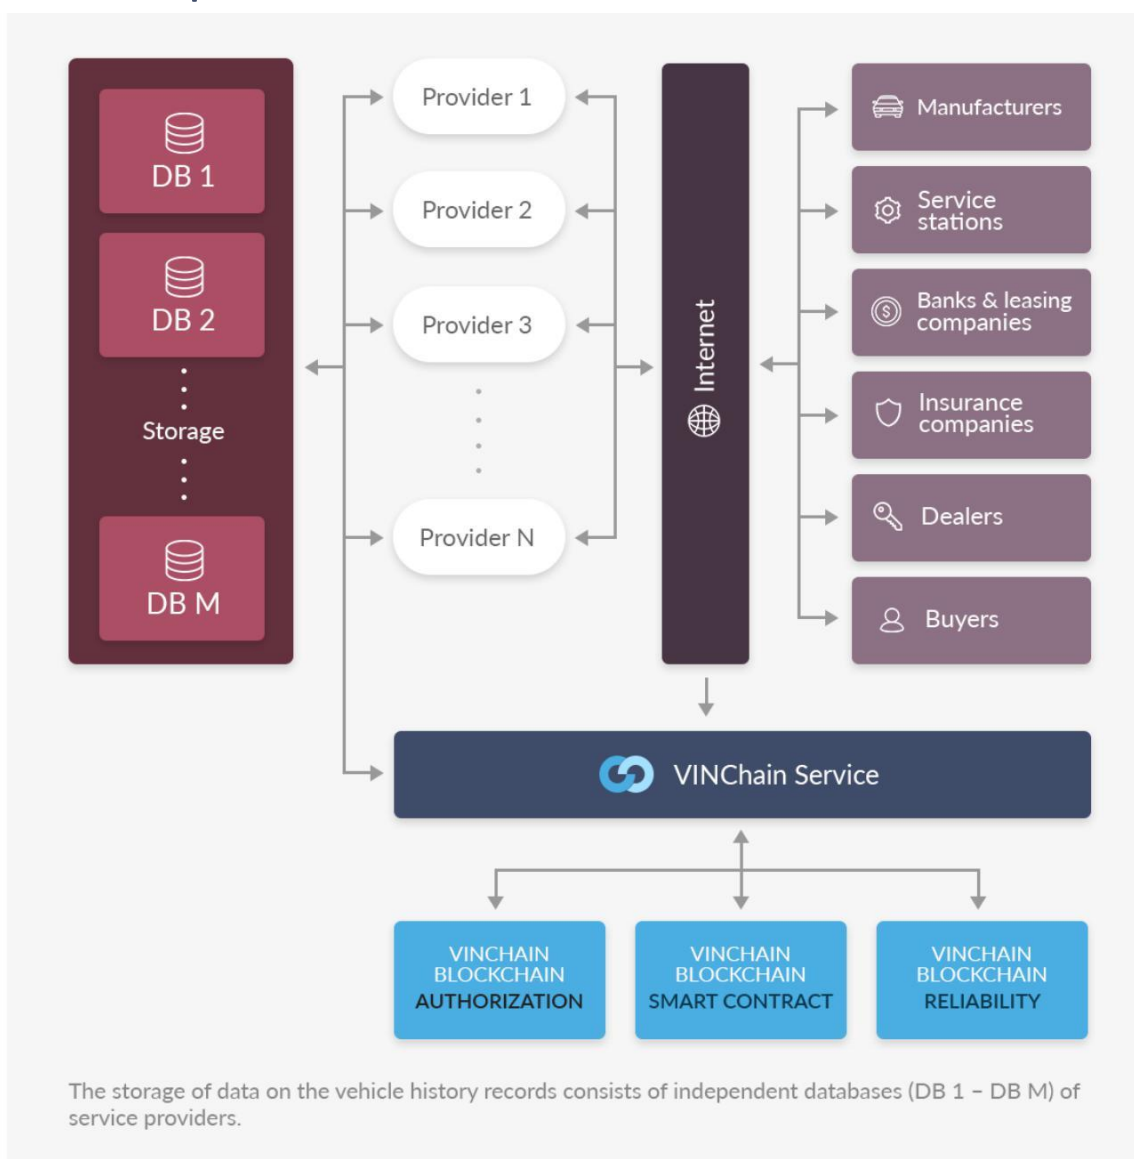 DB 1
DB 2
Storage
DB M
Provider 1
Provider 2
Provider 3
Provider N
Internet
Manufacturers
Service
stations
Banks & leasing
companies
Insurance
companies
Dealers
Buyers
VINChain Service
VINCHAIN
BLOCKCHAIN
AUTHORIZATION
VINCHAIN
BLOCKCHAIN
SMART CONTRACT
VINCHAIN
BLOCKCHAIN
RELIABILITY
The storage of data on the vehicle history records consists of independent databases (DB 1 – DB M) of
service providers.